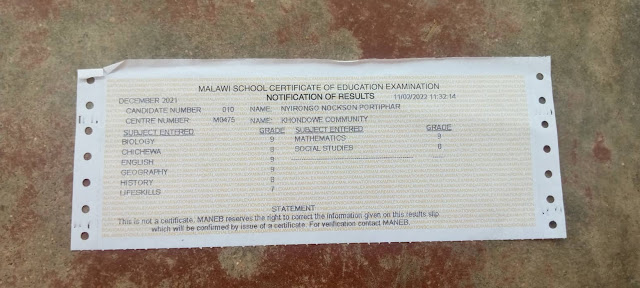 MALAWI SCHOOL CERTIFICATE OF EDUCATION EXAMINATION
NOTIFICATION OF RESULTS
DECEMBER 2021 11/02/2022 11:32:14
CANDIDATE NUMBER 010 NAME: NYIRONGO NOCKSON PORTIPHAR
CENTRE NUMBER M0475 NAME: KHONDOWE COMMUNITY
SUBJECT ENTERED GRADE SUBJECT ENTERED GRADE
BIOLOGY 9 MATHEMATICS 9
CHICHEWA 8 SOCIAL STUDIES 8
ENGLISH 9
GEOGRAPHY 9
HISTORY 8
LIFESKILLS 7
STATEMENT
This is not a certificate. MANEB reserves the right to correct the information given on this results slip
which will be confirmed by issue of a certificate. For verification contact MANEB.